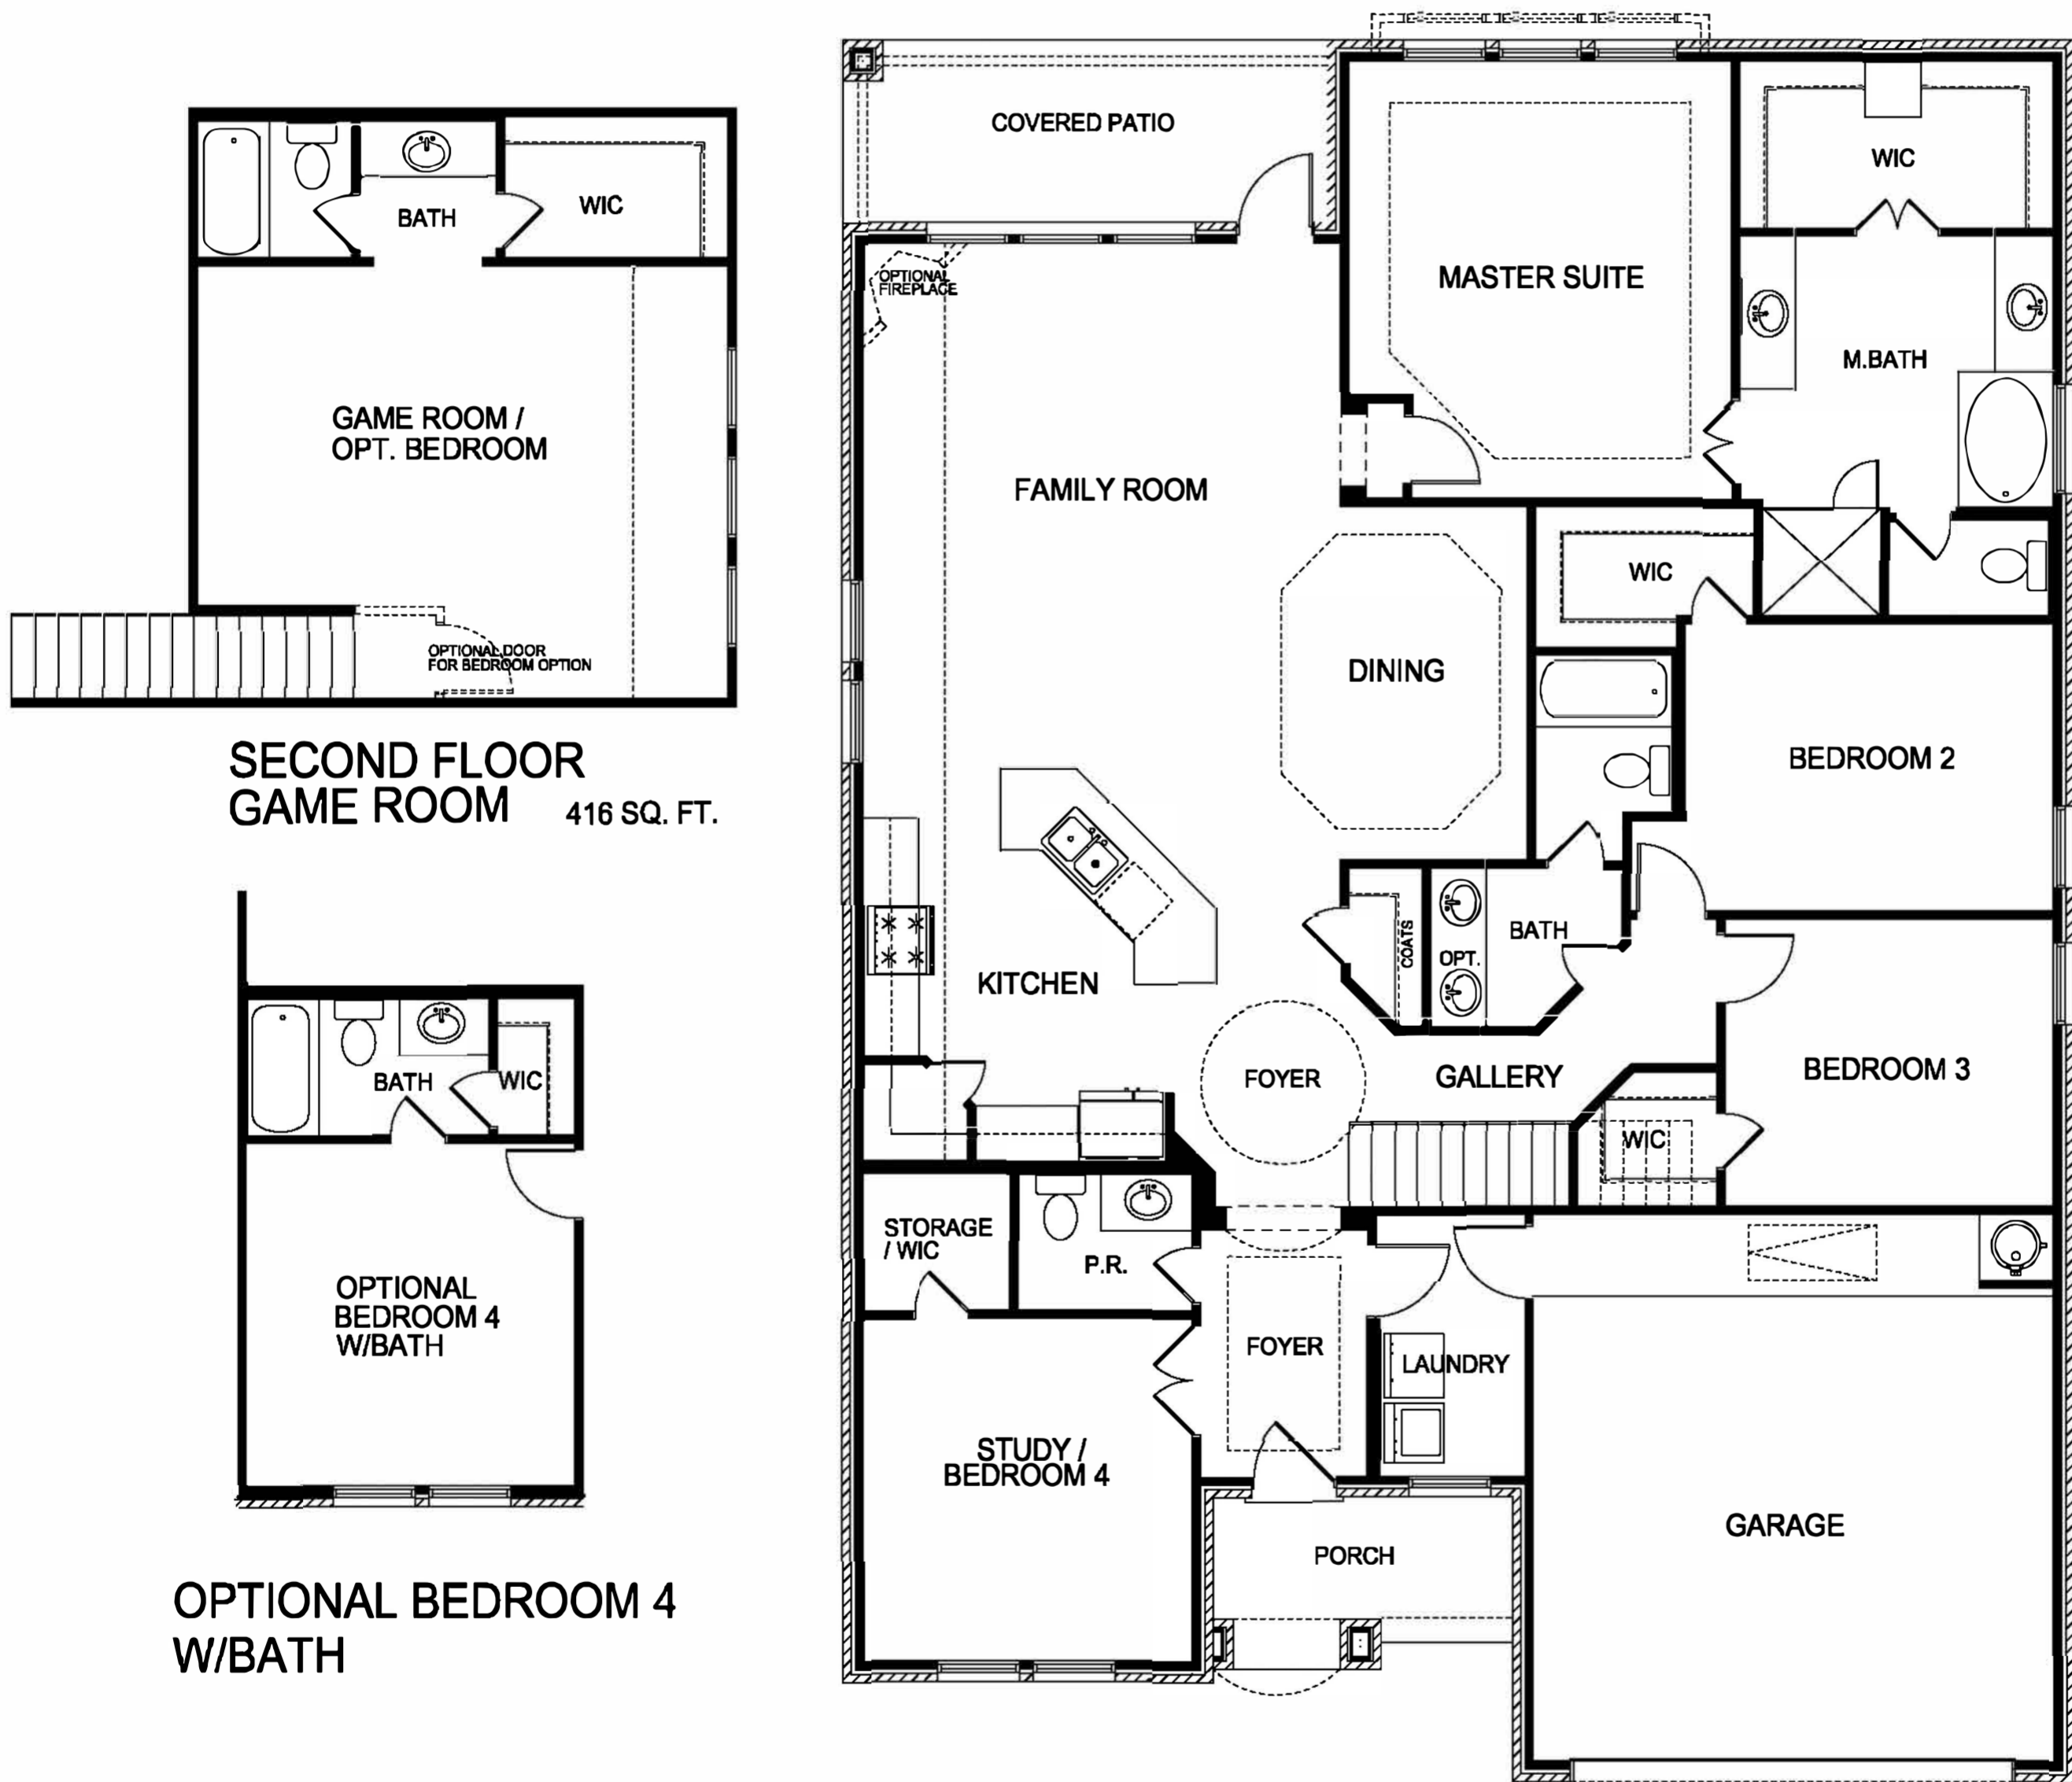 BATH
WIC
GAME ROOM /
OPT. BEDROOM
OPTIONAL DOOR
FOR BEDROOM OPTION
SECOND FLOOR
GAME ROOM 416 SQ. FT.
BATH
WIC
OPTIONAL
BEDROOM 4
W/BATH
OPTIONAL BEDROOM 4
W/BATH
COVERED PATIO
WIC
OPTIONAL
FIREPLACE
MASTER SUITE
M.BATH
FAMILY ROOM
WIC
DINING
BEDROOM 2
COATS
BATH
OPT.
KITCHEN
FOYER
GALLERY
BEDROOM 3
WIC
STORAGE
/ WIC
P.R.
FOYER
LAUNDRY
STUDY /
BEDROOM 4
GARAGE
PORCH